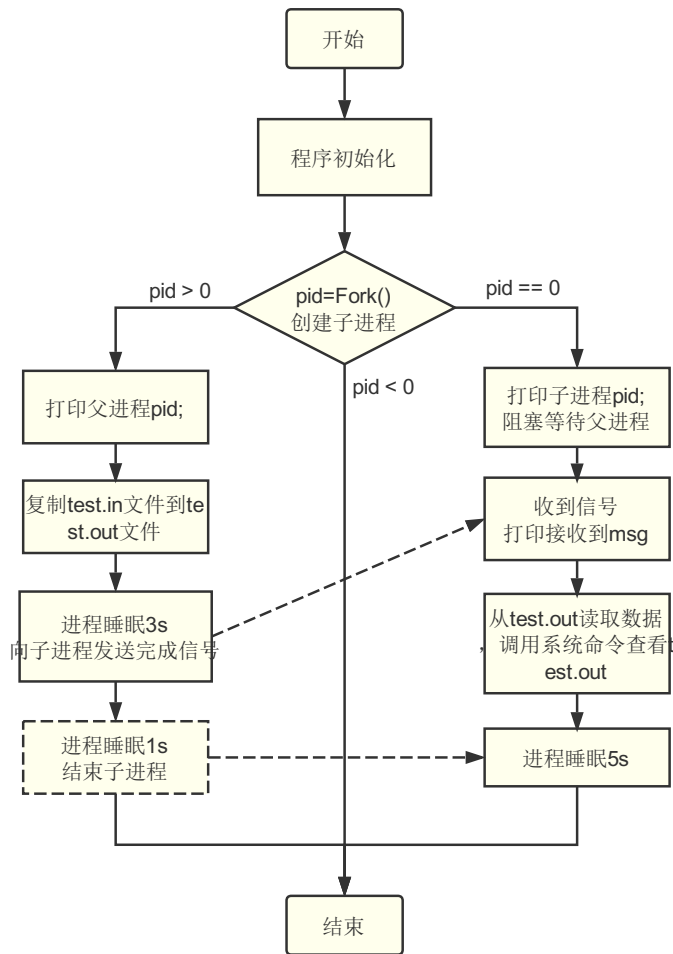 开始
程序初始化
pid=Fork()
创建子进程
pid > 0
pid == 0
pid < 0
打印父进程pid;
复制test.in文件到te
st.out文件
进程睡眠3s
向子进程发送完成信号
进程睡眠1s
结束子进程
打印子进程pid;
阻塞等待父进程
收到信号
打印接收到msg
从test.out读取数据
，调用系统命令查看t
est.out
进程睡眠5s
结束